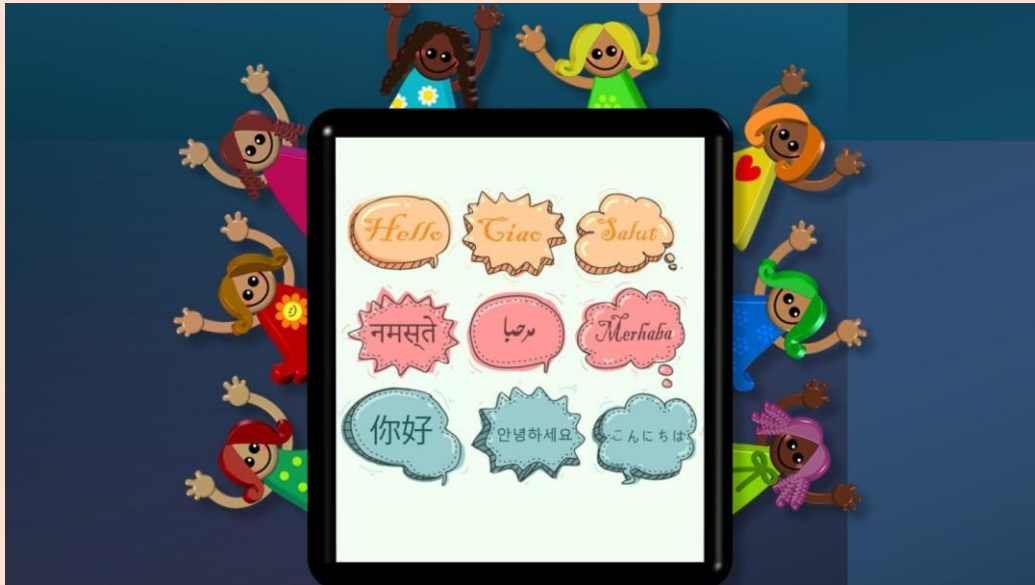 Hello
Ciao
Salut
नमस्ते
مرحبا
Merhaba
你好
안녕하세요
こんにちは